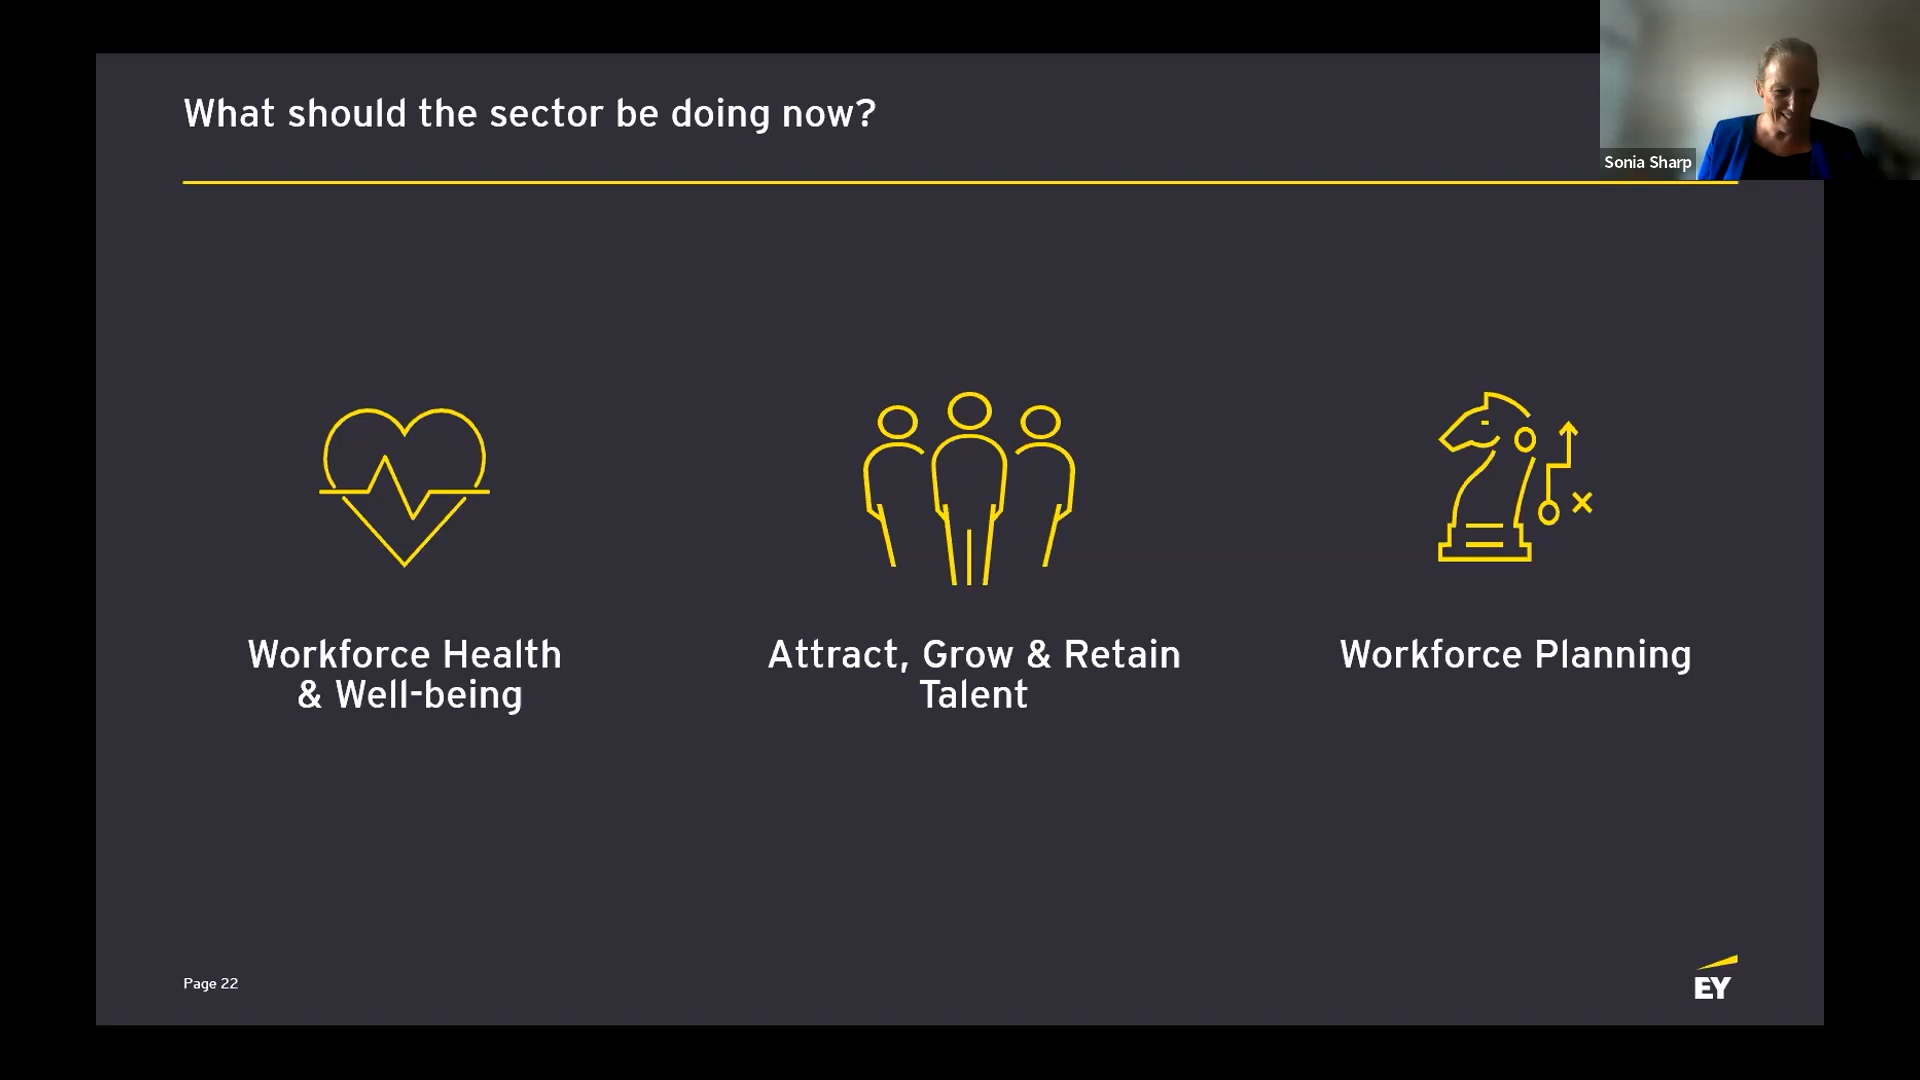 What should the sector be doing now?
Sonia Sharp
Workforce Health
& Well-being
Attract, Grow & Retain
Talent
Workforce Planning
Page 22
EY